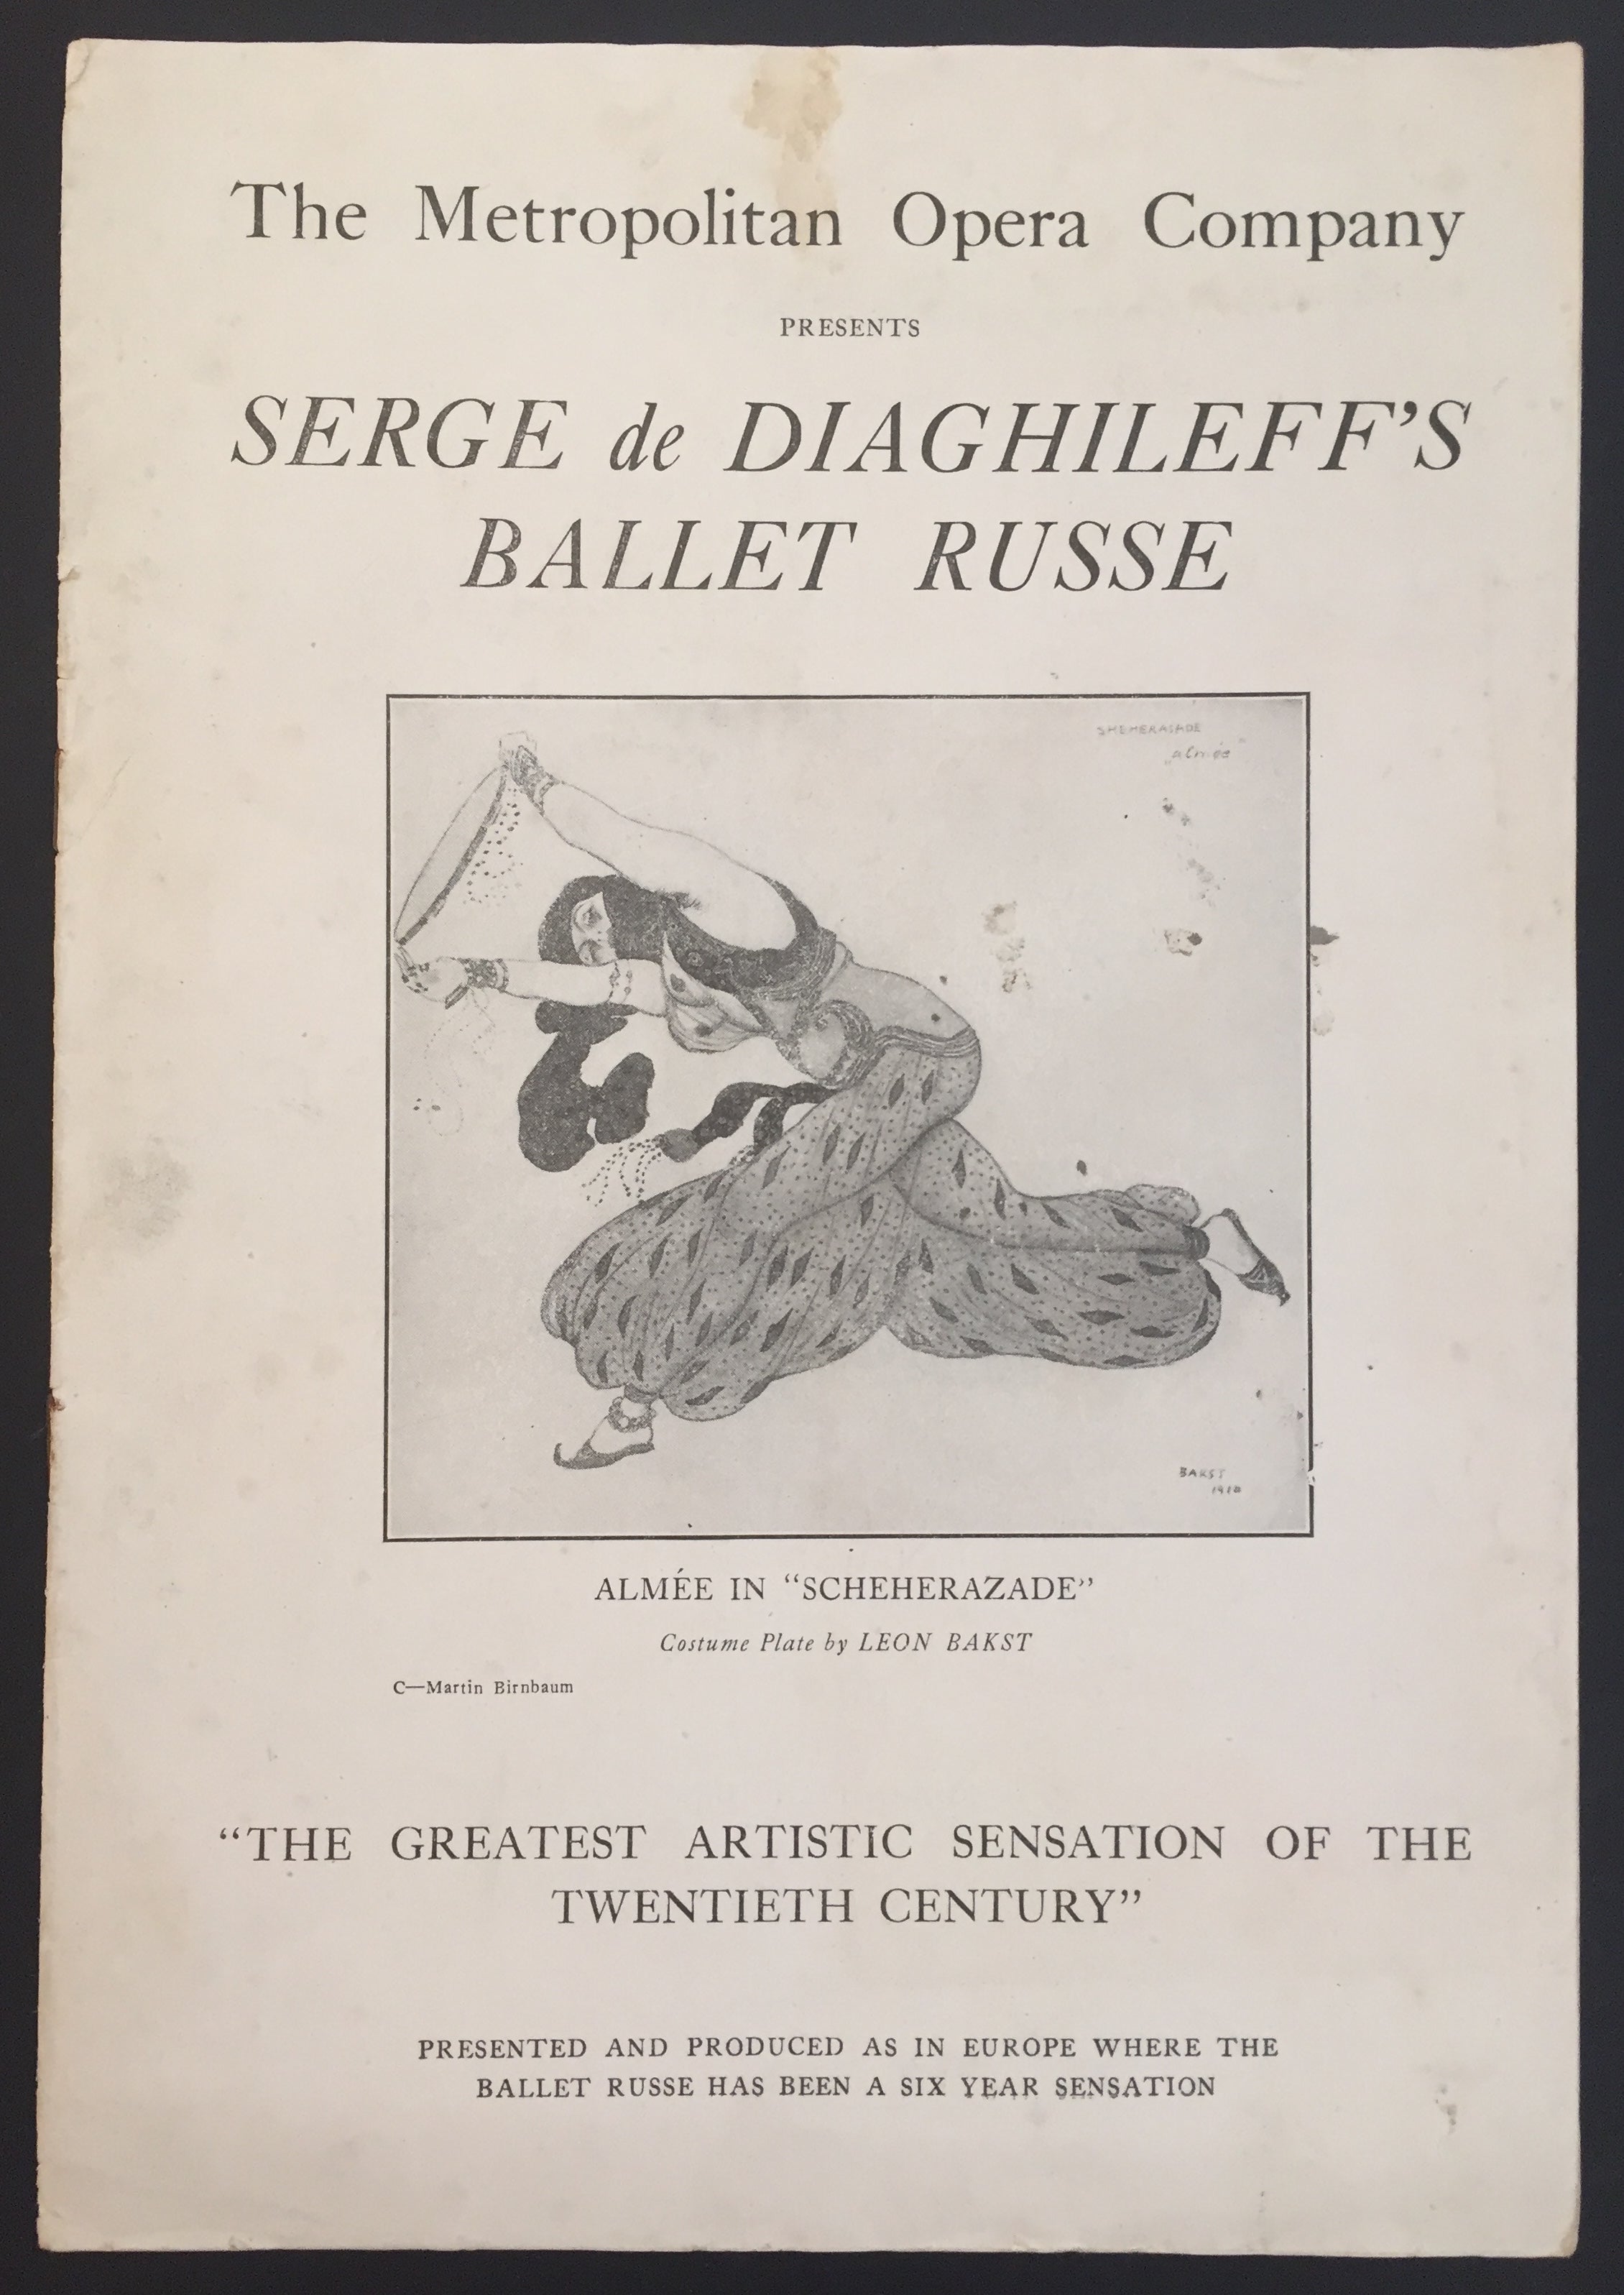 The Metropolitan Opera Company
PRESENTS
SERGE de DIAGHILEFF'S
BALLET RUSSE
SHEHERASADE
"almée"
BAKST
1910
ALMÉE IN “SCHEHERAZADE”
Costume Plate by LEON BAKST
C—Martin Birnbaum
“THE GREATEST ARTISTIC SENSATION OF THE
TWENTIETH CENTURY”
PRESENTED AND PRODUCED AS IN EUROPE WHERE THE
BALLET RUSSE HAS BEEN A SIX YEAR SENSATION